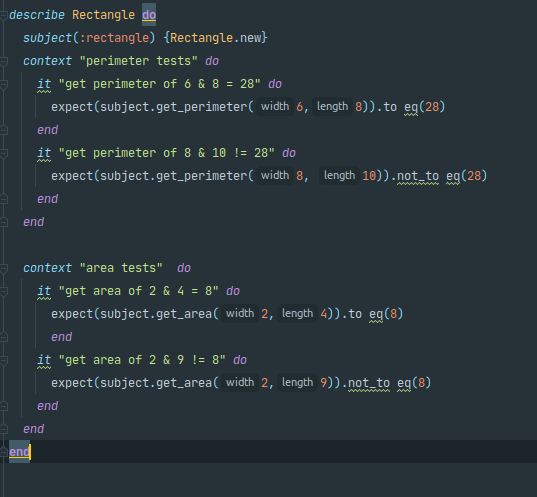 describe Rectangle do
subject(:rectangle) {Rectangle.new}
context "perimeter tests" do
it "get perimeter of 6 & 8 = 28" do
expect(subject.get_perimeter( width 6, length 8)).to eq(28)
end
it "get perimeter of 8 & 10 != 28" do
expect(subject.get_perimeter( width 8, length 10)).not_to eq(28)
end
end
context "area tests"  do
it "get area of 2 & 4 = 8" do
expect(subject.get_area( width 2, length 4)).to eq(8)
end
it "get area of 2 & 9 != 8" do
expect(subject.get_area( width 2, length 9)).not_to eq(8)
end
end
end